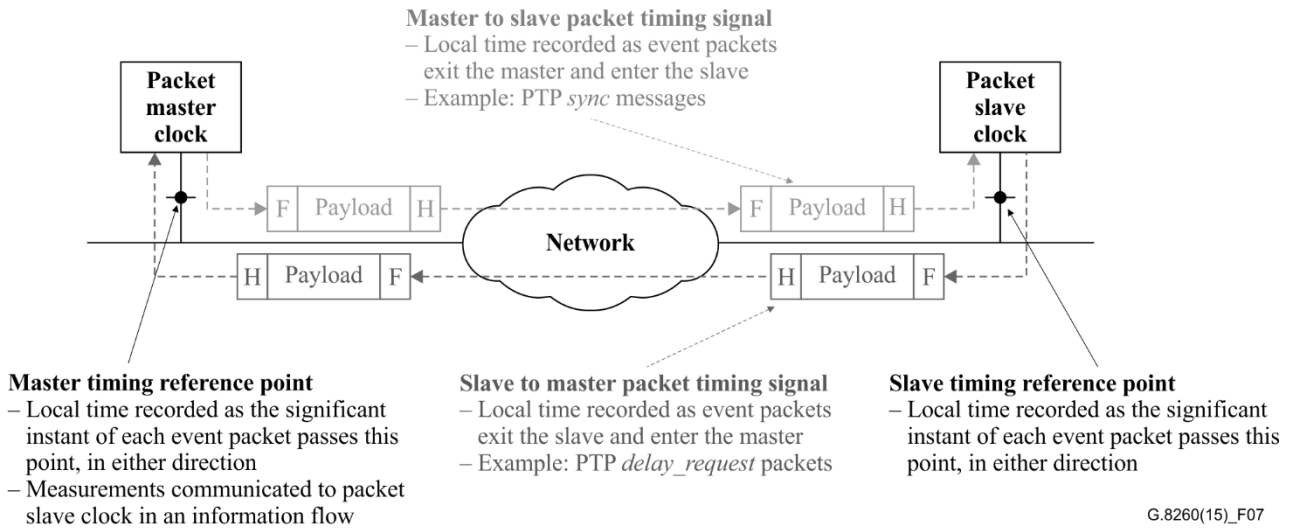 Master to slave packet timing signal
– Local time recorded as event packets
exit the master and enter the slave
– Example: PTP sync messages
Packet
master
clock
Packet
slave
clock
F Payload H
F Payload H
Network
H Payload F
H Payload F
Master timing reference point
– Local time recorded as the significant
instant of each event packet passes this
point, in either direction
– Measurements communicated to packet
slave clock in an information flow
Slave to master packet timing signal
– Local time recorded as event packets
exit the slave and enter the master
– Example: PTP delay_request packets
Slave timing reference point
– Local time recorded as the significant
instant of each event packet passes this
point, in either direction
G.8260(15)_F07